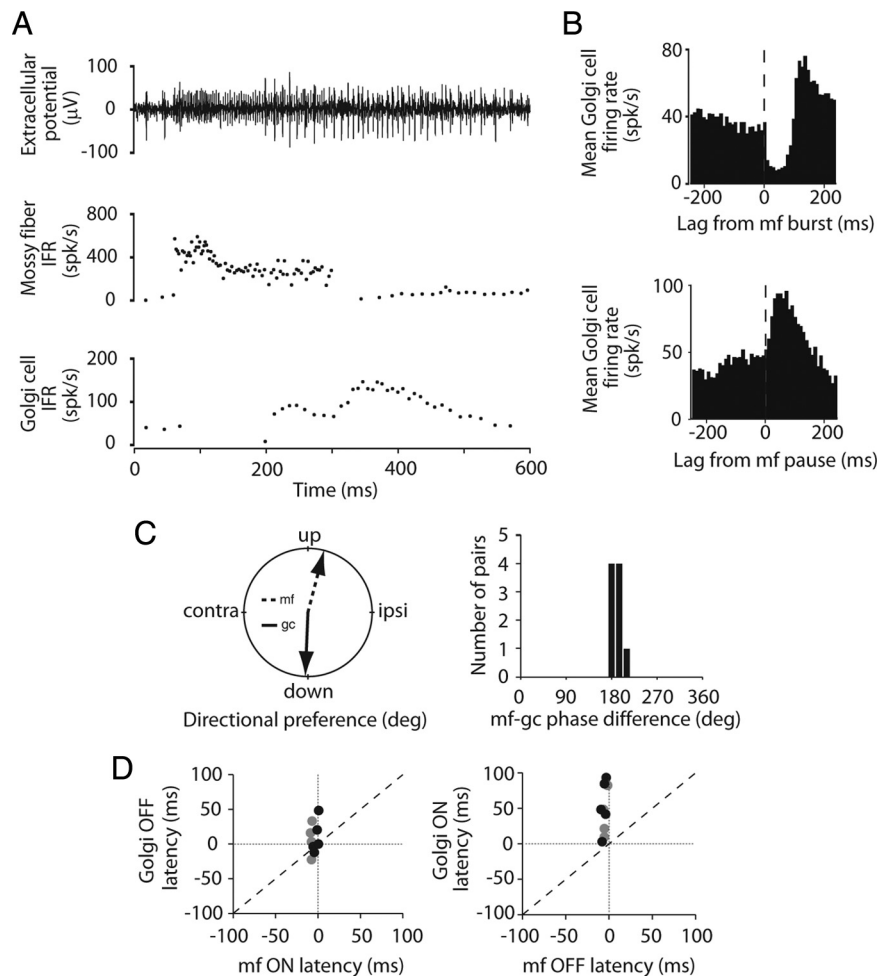 A
Extracellular
potential
(μV)
100
0
-100
Mossy fiber
IFR
(spk/s)
800
400
0
Golgi cell
IFR
(spk/s)
200
100
0
0
200
400
600
Time (ms)
B
Mean Golgi cell
firing rate
(spk/s)
80
40
0
-200
0
200
Lag from mf burst (ms)
Mean Golgi cell
firing rate
(spk/s)
100
50
0
-200
0
200
Lag from mf pause (ms)
C
up
contra
mf
gc
ipsi
down
Directional preference (deg)
Number of pairs
5
4
3
2
1
0
0
90
180
270
360
mf-gc phase difference (deg)
D
Golgi OFF
latency (ms)
100
50
0
-50
-100
-100
-50
0
50
100
mf ON latency (ms)
Golgi ON
latency (ms)
100
50
0
-50
-100
-100
-50
0
50
100
mf OFF latency (ms)